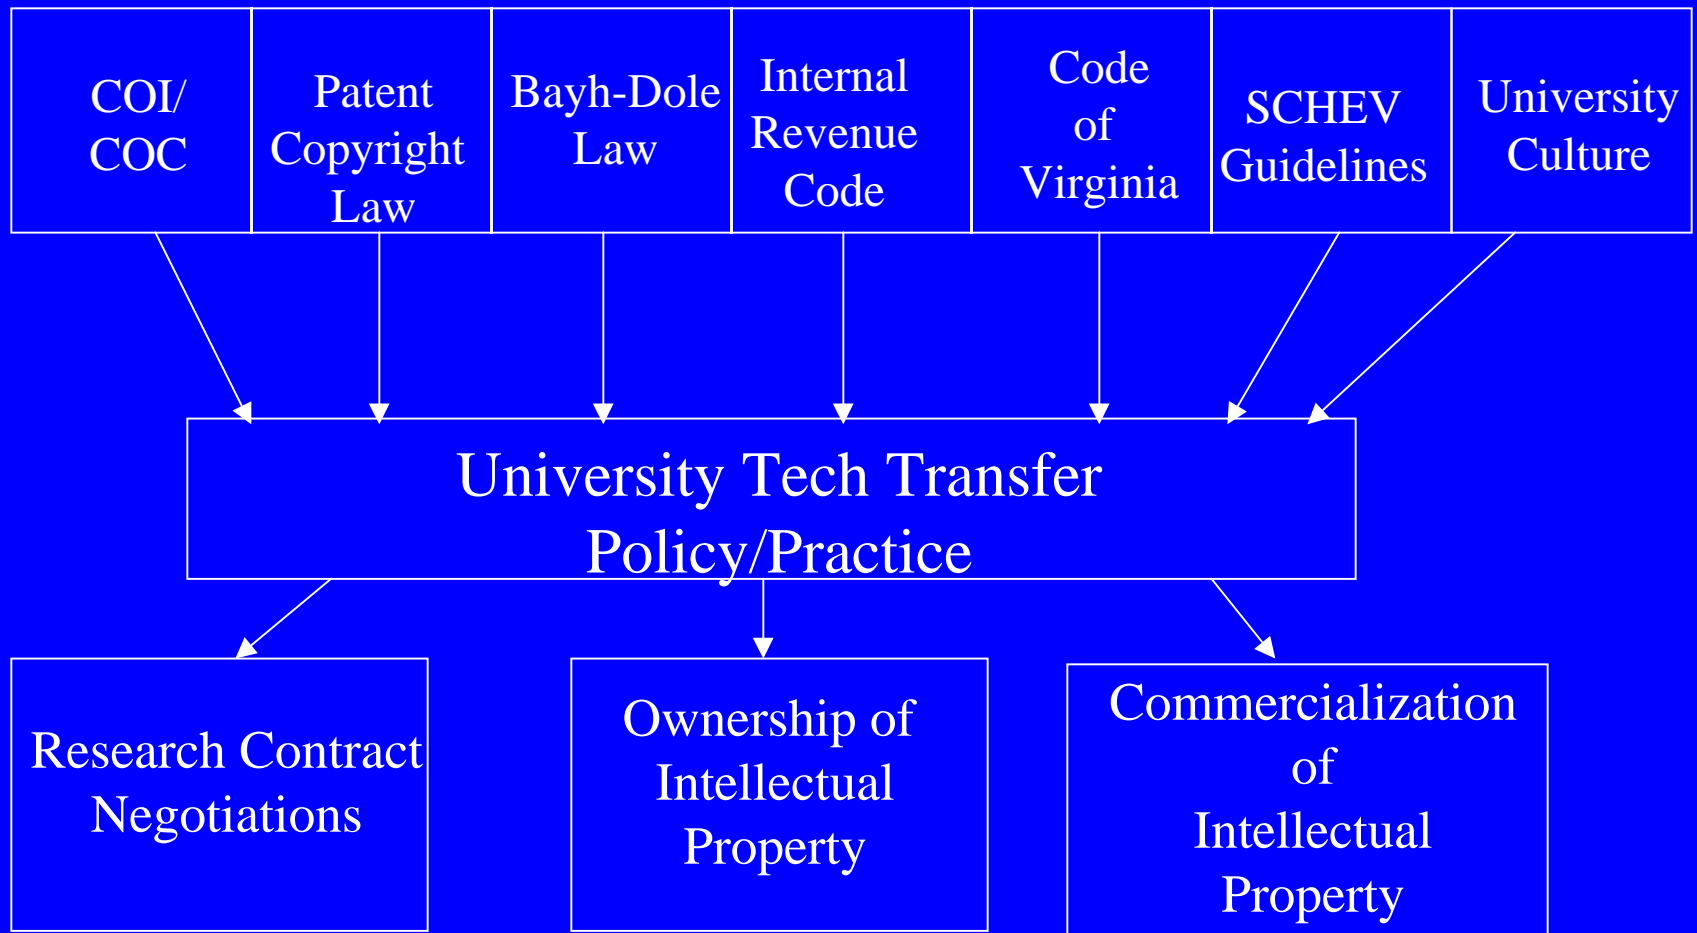 COI/
COC
Patent
Copyright
Law
Bayh-Dole
Law
Internal
Revenue
Code
Code
of
Virginia
SCHEV
Guidelines
University
Culture
University Tech Transfer
Policy/Practice
Research Contract
Negotiations
Ownership of
Intellectual
Property
Commercialization
of
Intellectual
Property